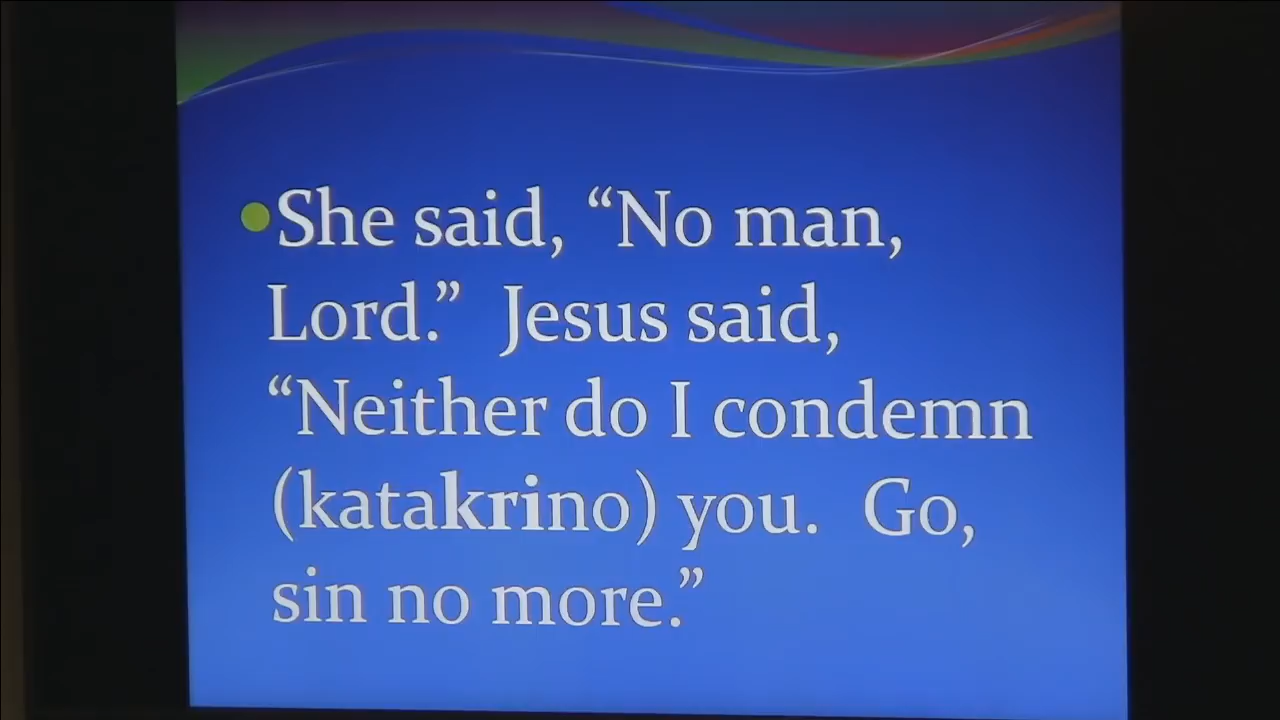 •She said, “No man,
Lord.” Jesus said,
“Neither do I condemn
(katakrino) you. Go,
sin no more.”